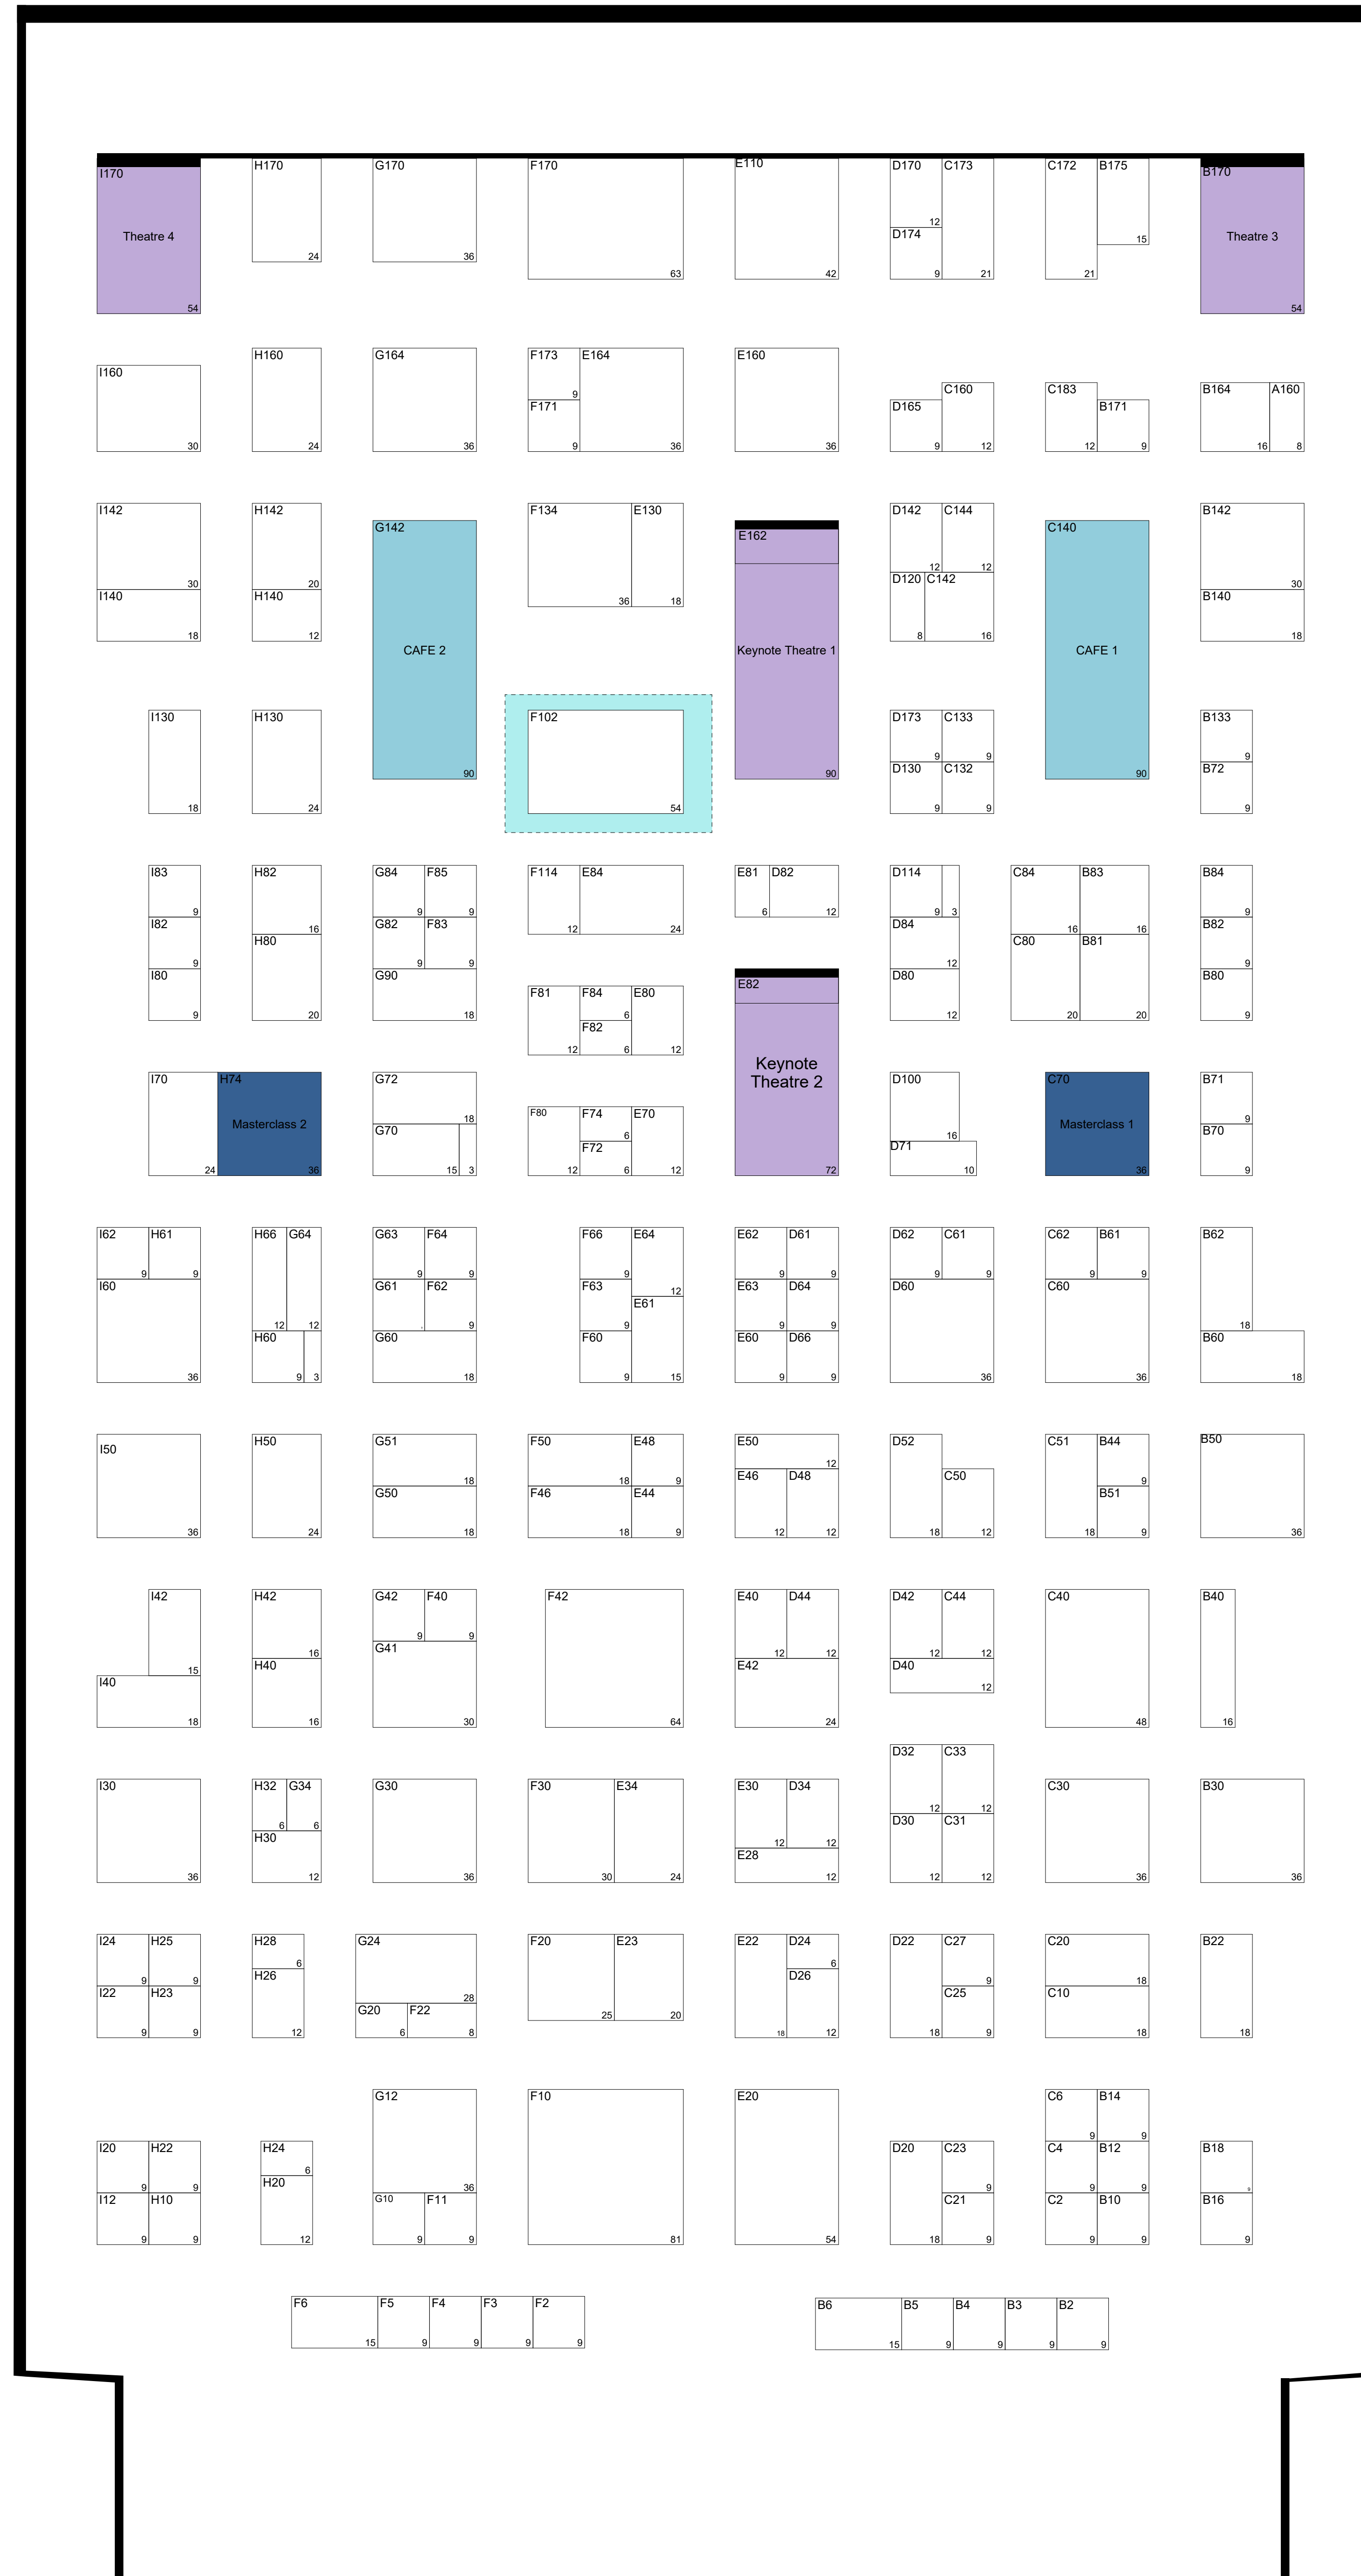 I170
Theatre 4
54
H170
24
G170
36
F170
63
E110
42
D170
12
D174
9
C173
21
C172
21
B175
15
B170
Theatre 3
54
I160
30
H160
24
G164
36
F173
9
F171
9
E164
36
E160
36
D165
9
C160
12
C183
12
B171
9
B164
16
A160
8
I142
30
I140
18
H142
20
H140
12
G142
CAFE 2
90
F134
36
E130
18
E162
Keynote Theatre 1
90
D142
12
C144
12
D120
8
C142
16
C140
CAFE 1
90
B142
30
B140
18
I130
18
H130
24
F102
54
D173
9
C133
9
D130
9
C132
9
B133
9
B72
9
I83
9
I82
9
I80
9
H82
16
H80
20
G84
9
F85
9
G82
9
F83
9
G90
18
F114
12
E84
24
E81
6
D82
12
D114
9
3
D84
12
D80
12
C84
16
B83
16
C80
20
B81
20
B84
9
B82
9
B80
9
F81
12
F84
6
F82
6
E80
12
E82
Keynote
Theatre 2
72
I70
24
H74
Masterclass 2
36
G72
18
G70
15
3
F80
12
F74
6
F72
6
E70
12
D100
16
D71
10
C70
Masterclass 1
36
B71
9
B70
9
I62
9
H61
9
I60
36
H66
12
G64
12
H60
9
3
G63
9
F64
9
G61
F62
9
G60
18
F66
9
F63
9
F60
9
E64
12
E61
15
E62
9
D61
9
E63
9
D64
9
E60
9
D66
9
D62
9
C61
9
D60
36
C62
9
B61
9
C60
36
B62
18
B60
18
I50
36
H50
24
G51
18
G50
18
F50
18
E48
9
F46
18
E44
9
E50
12
E46
12
D48
12
D52
18
C50
12
C51
18
B44
9
B51
9
B50
36
I42
15
I40
18
H42
16
H40
16
G42
9
F40
9
G41
30
F42
64
E40
12
D44
12
E42
24
D42
12
C44
12
D40
12
C40
48
B40
16
I30
36
H32
6
G34
6
H30
12
G30
36
F30
30
E34
24
E30
12
D34
12
E28
12
D32
12
C33
12
D30
12
C31
12
C30
36
B30
36
I24
9
H25
9
I22
9
H23
9
H28
6
H26
12
G24
28
G20
6
F22
8
F20
25
E23
20
E22
18
D24
6
D26
12
D22
18
C27
9
C25
9
C20
18
C10
18
B22
18
I20
9
H22
9
I12
9
H10
9
H24
6
H20
12
G12
36
G10
9
F11
9
F10
81
E20
54
D20
18
C23
9
C21
9
C6
9
B14
9
C4
9
B12
9
C2
9
B10
9
B18
9
B16
9
F6
15
F5
9
F4
9
F3
9
F2
9
B6
15
B5
9
B4
9
B3
9
B2
9